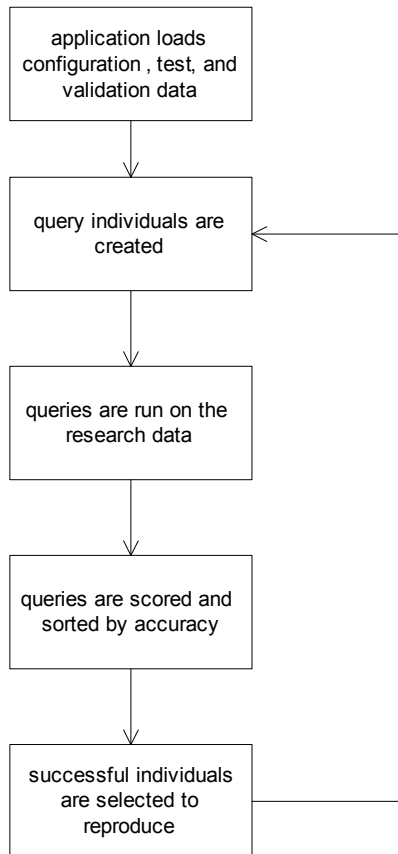 application loads
configuration , test, and
validation data
query individuals are
created
queries are run on the
research data
queries are scored and
sorted by accuracy
successful individuals
are selected to
reproduce